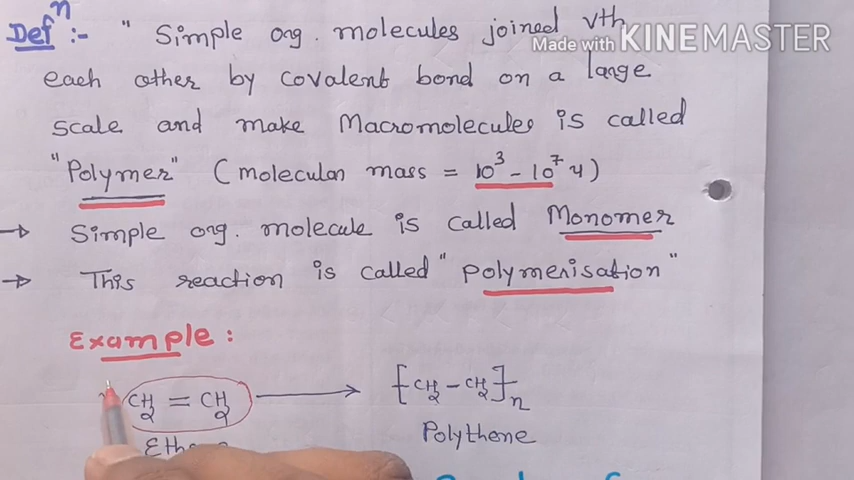 Defⁿ :- " Simple org. molecules joined vth
Made with KINEMASTER
each other by covalent bond on a large
scale and make Macromolecules is called
"Polymer" (molecular mass = 10³ - 10⁷ u)
→ Simple org. molecule is called Monomer
→ This reaction is called "Polymerisation"
Example :
CH₂ = CH₂ → [CH₂ - CH₂]n
Polythene